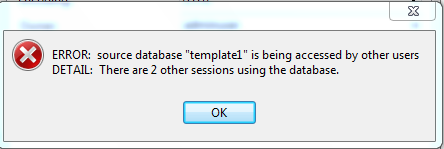 ERROR:  source database "template1" is being accessed by other users
DETAIL:  There are 2 other sessions using the database.
OK